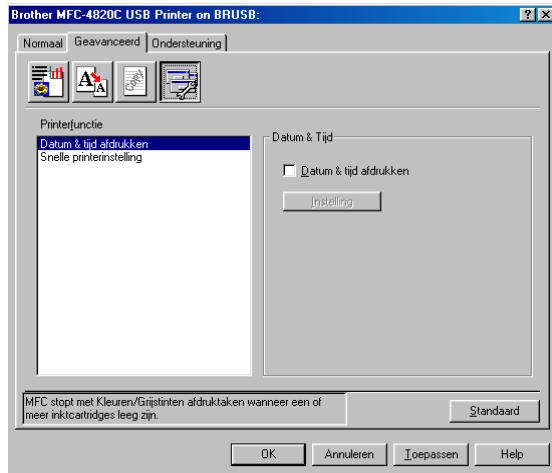 Brother MFC-4820C USB Printer on BRUSB:
Normaal Geavanceerd Ondersteuning
Printerfunctie
Datum & tijd afdrukken
Snelle printerinstelling
Datum & Tijd
Datum & tijd afdrukken
Instelling
MFC stopt met Kleuren/Grijstinten afdruktaken wanneer een of
meer inktcartridges leeg zijn.
Standaard
OK Annuleren Toepassen Help